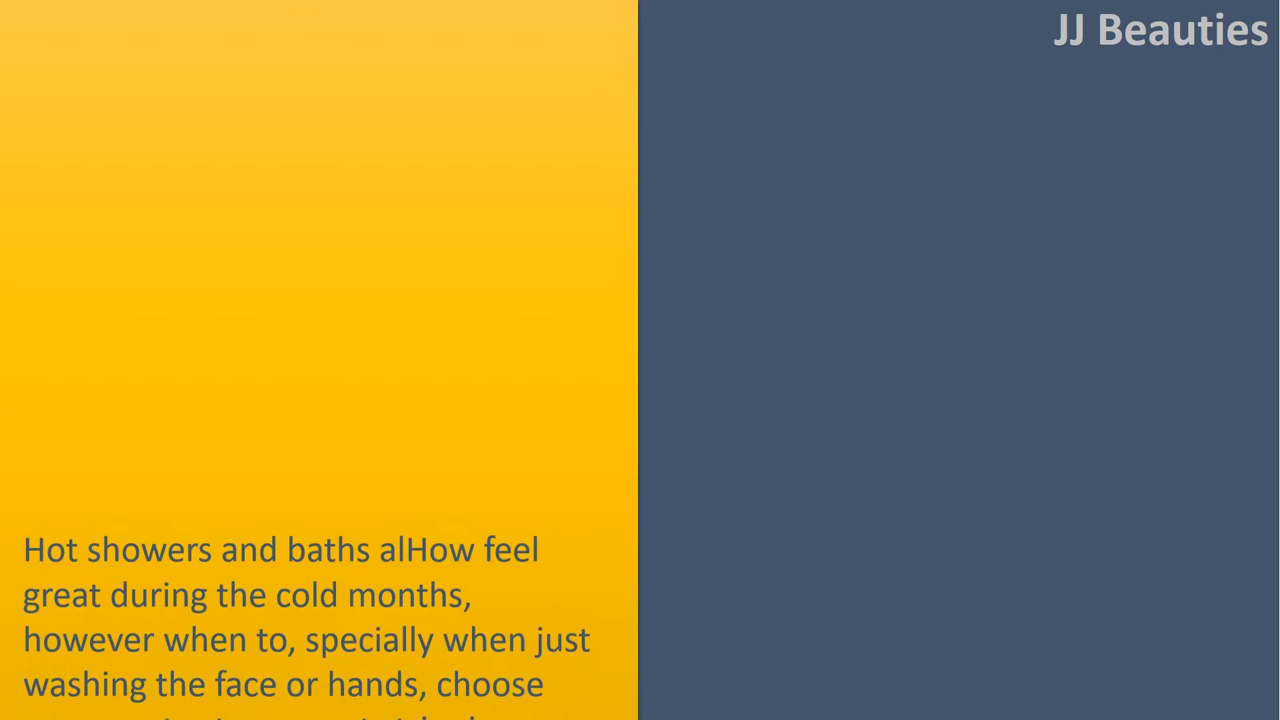 JJ Beauties
Hot showers and baths alHow feel
great during the cold months,
however when to, specially when just
washing the face or hands, choose